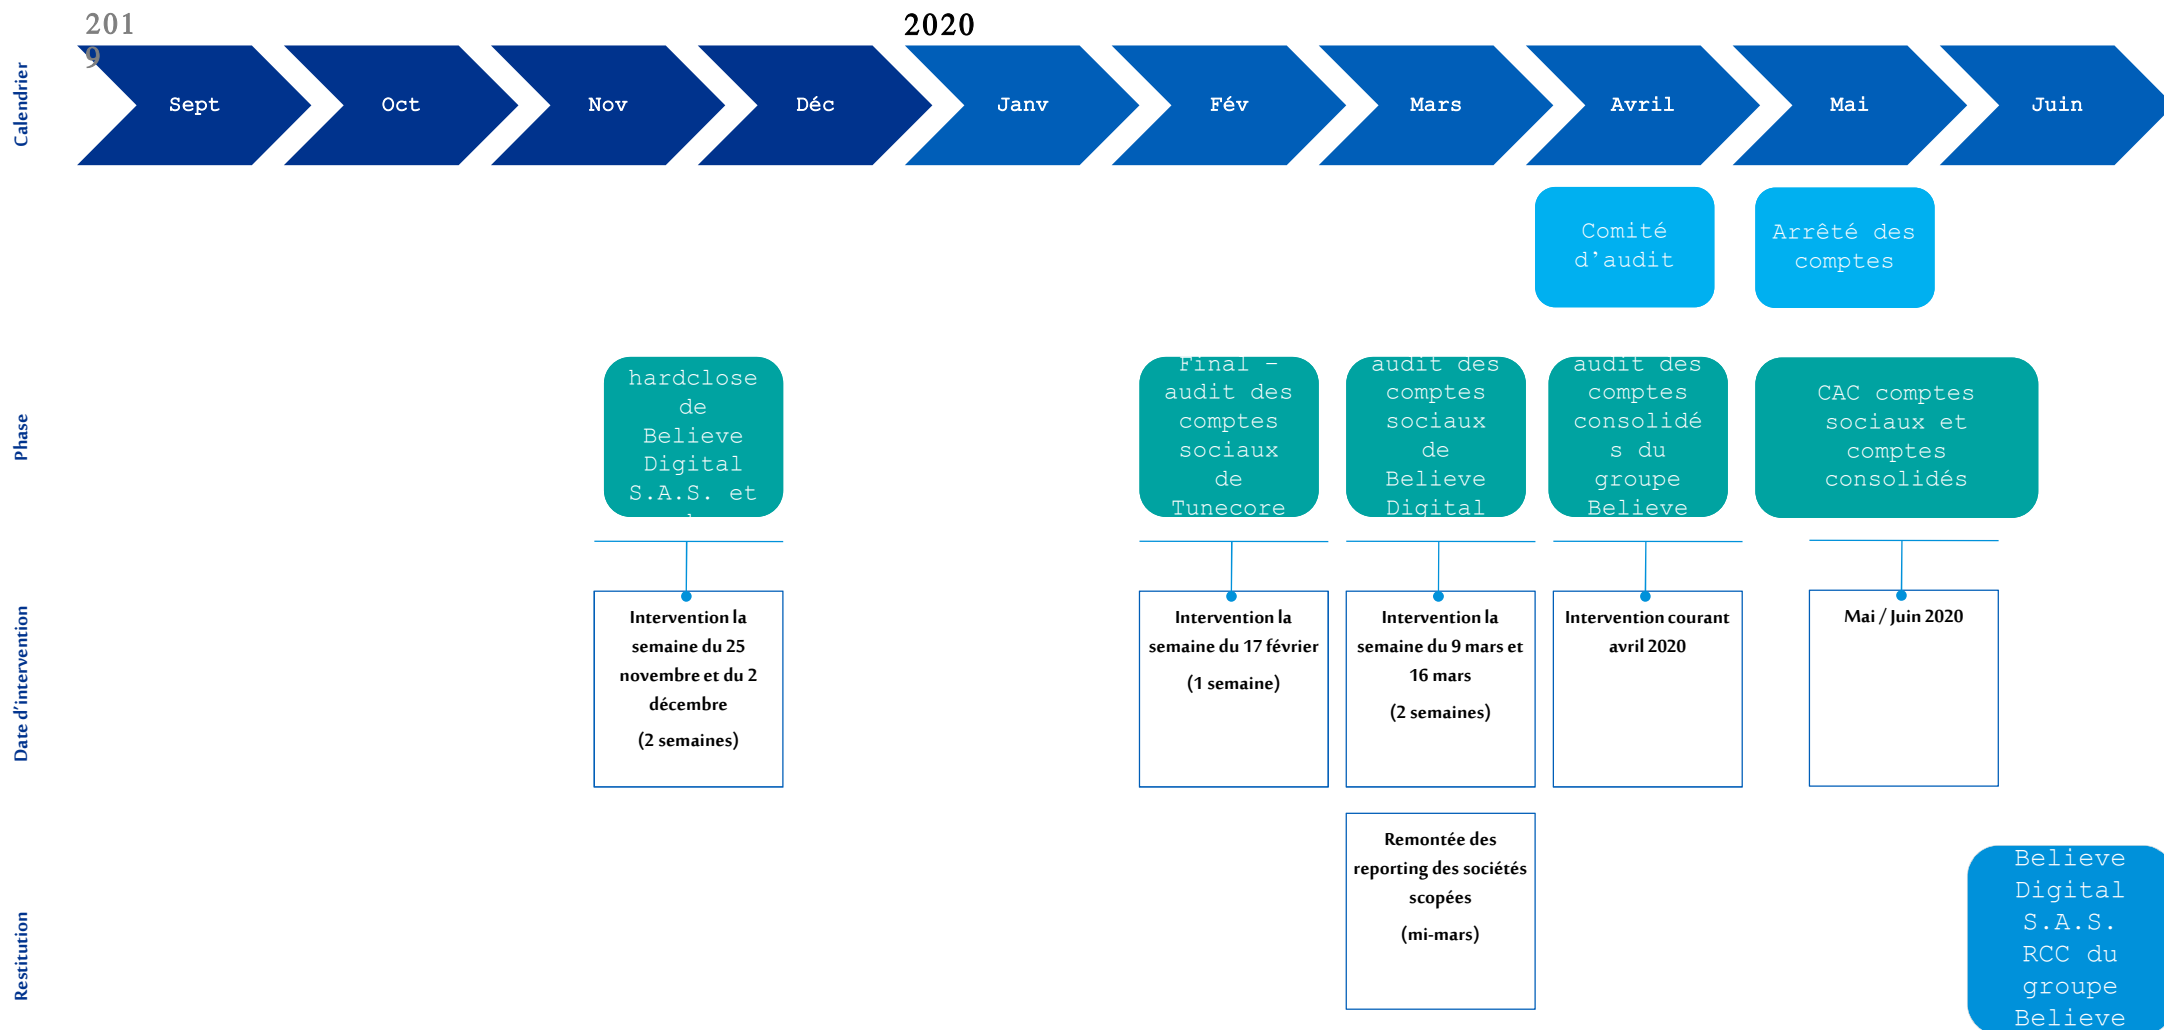 201
9
2020
Calendrier
Sept
Oct
Nov
Déc
Janv
Fév
Mars
Avril
Mai
Juin
Comité
d’audit
Arrêté des
comptes
Phase
hardclose
de
Believe
Digital
S.A.S. et
Final –
audit des
comptes
sociaux
de
Tunecore
audit des
comptes
sociaux
de
Believe
Digital
audit des
comptes
consolidé
s du
groupe
Believe
CAC comptes
sociaux et
comptes
consolidés
Date d’intervention
Intervention la
semaine du 25
novembre et du 2
décembre
(2 semaines)
Intervention la
semaine du 17 février
(1 semaine)
Intervention la
semaine du 9 mars et
16 mars
(2 semaines)
Intervention courant
avril 2020
Mai / Juin 2020
Restitution
Remontée des
reporting des sociétés
scopées
(mi-mars)
Believe
Digital
S.A.S.
RCC du
groupe
Believe